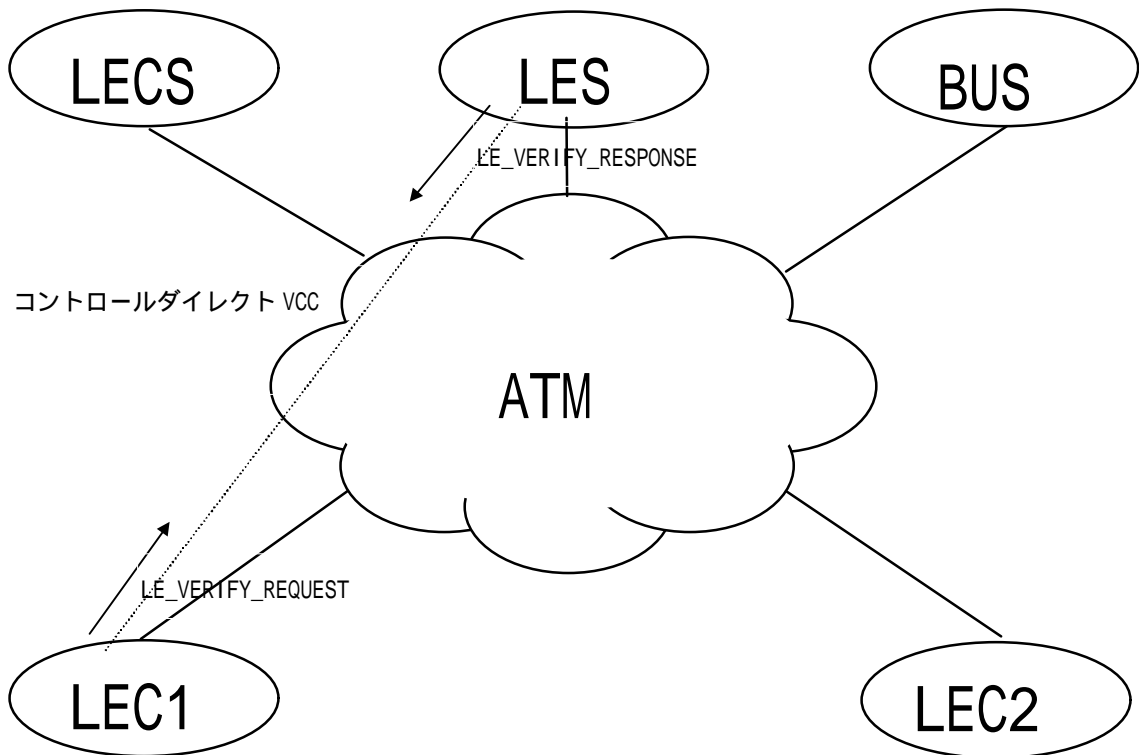 LECS
LES
BUS
LE_VERIFY_RESPONSE
コントロールダイレクト VCC
ATM
LE_VERIFY_REQUEST
LEC1
LEC2